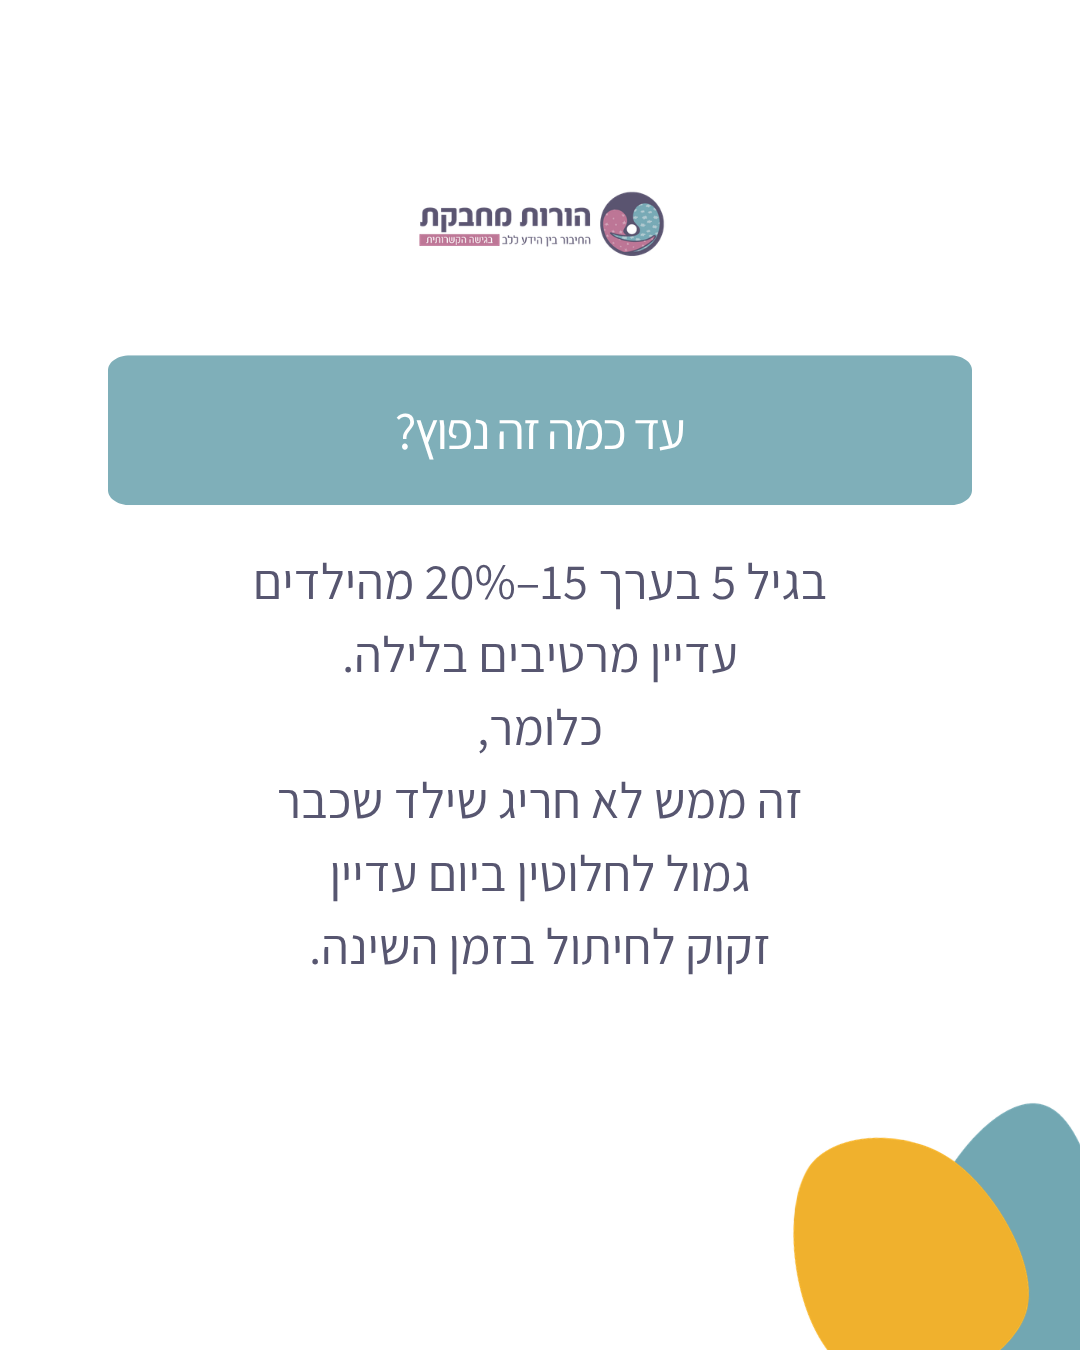 הורות מחבקת
החיבור בין הידע ללב בגישה הקשרותית
עד כמה זה נפוץ?
בגיל 5 בערך 15–20% מהילדים
עדיין מרטיבים בלילה.
כלומר,
זה ממש לא חריג שילד שכבר
גמול לחלוטין ביום עדיין
זקוק לחיתול בזמן השינה.